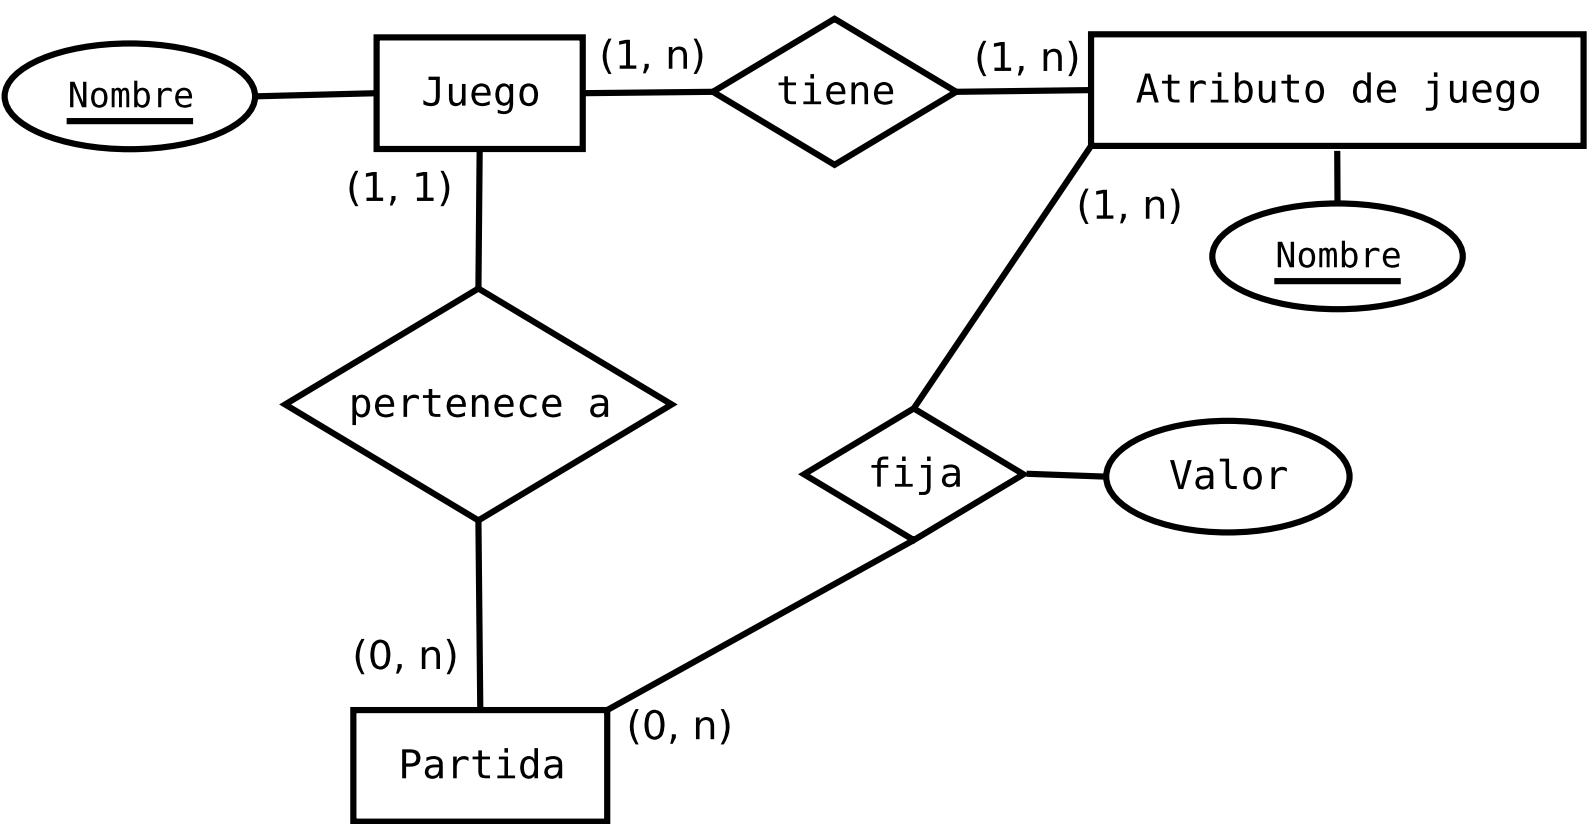 Nombre
Juego
(1, n)
tiene
(1, n)
Atributo de juego
(1, 1)
(1, n)
Nombre
pertenece a
fija
Valor
(0, n)
(0, n)
Partida